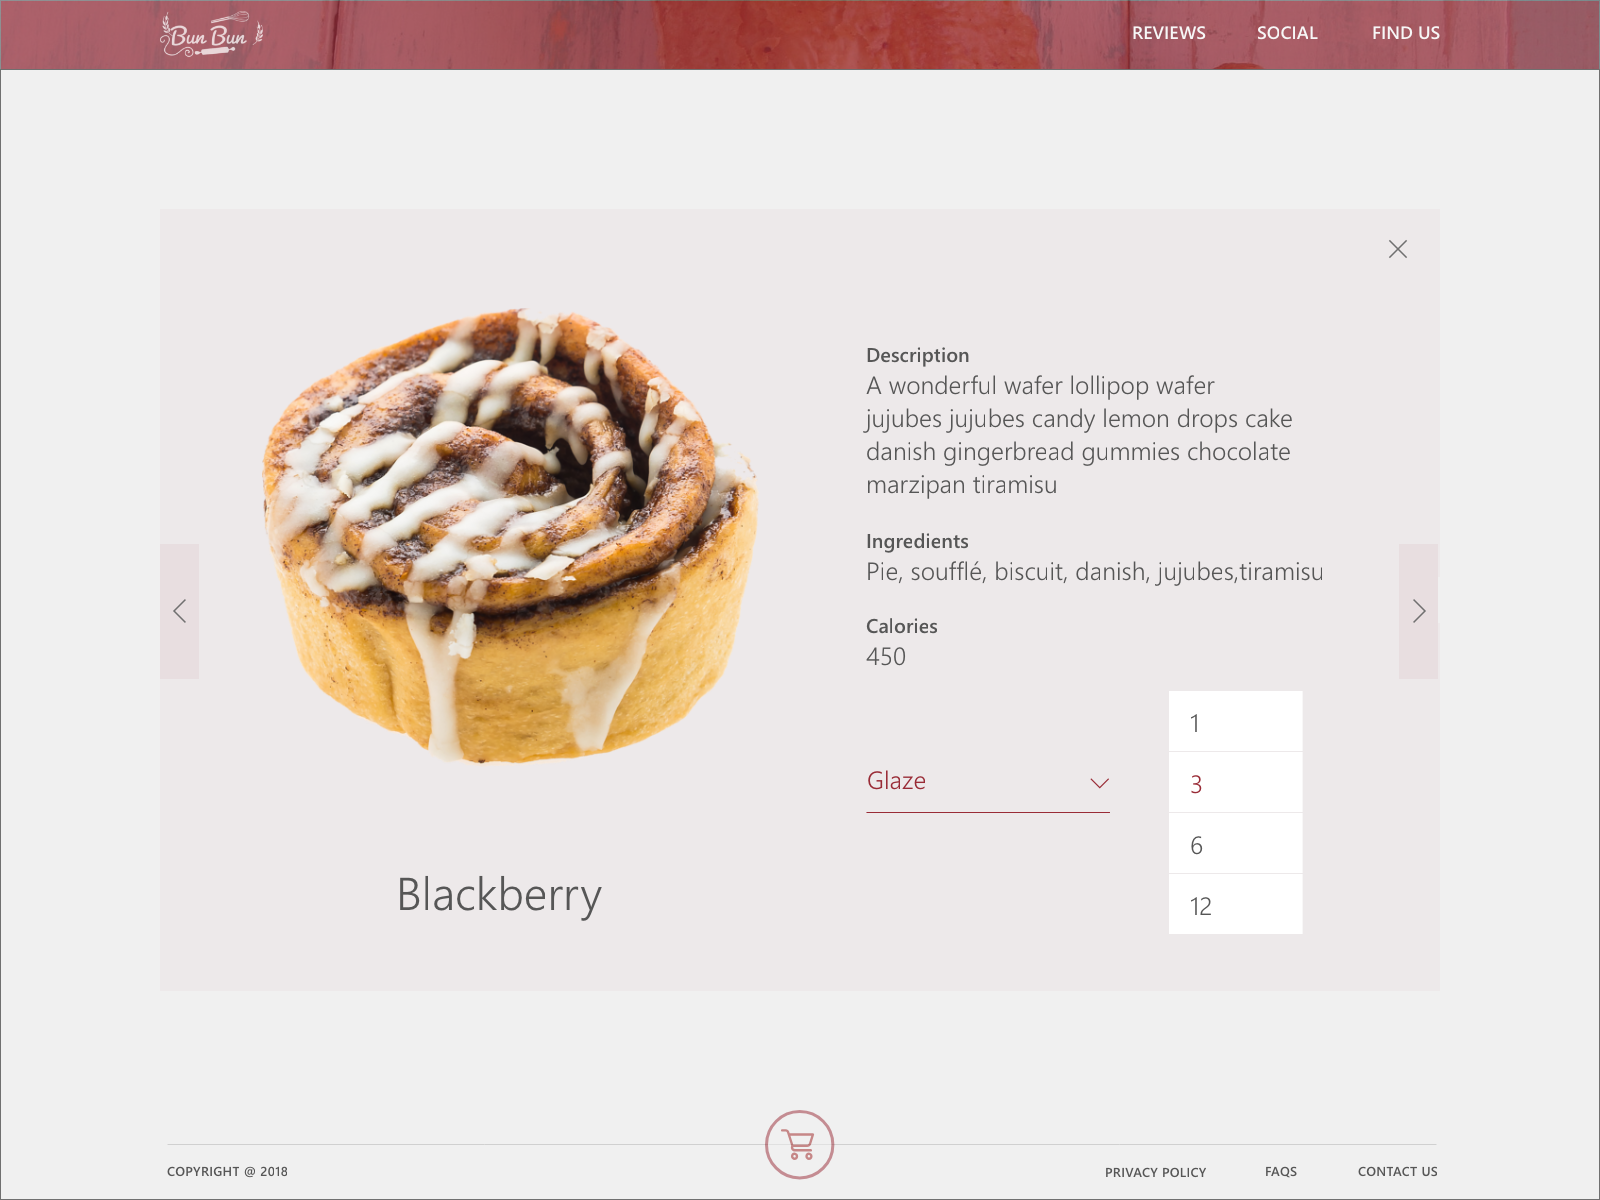 Bun Bun
REVIEWS
SOCIAL
FIND US
Description
A wonderful wafer lollipop wafer
jujubes jujubes candy lemon drops cake
danish gingerbread gummies chocolate
marzipan tiramisu
Ingredients
Pie, soufflé, biscuit, danish, jujubes,tiramisu
Calories
450
Glaze
1
3
6
12
Blackberry
COPYRIGHT @ 2018
PRIVACY POLICY
FAQS
CONTACT US